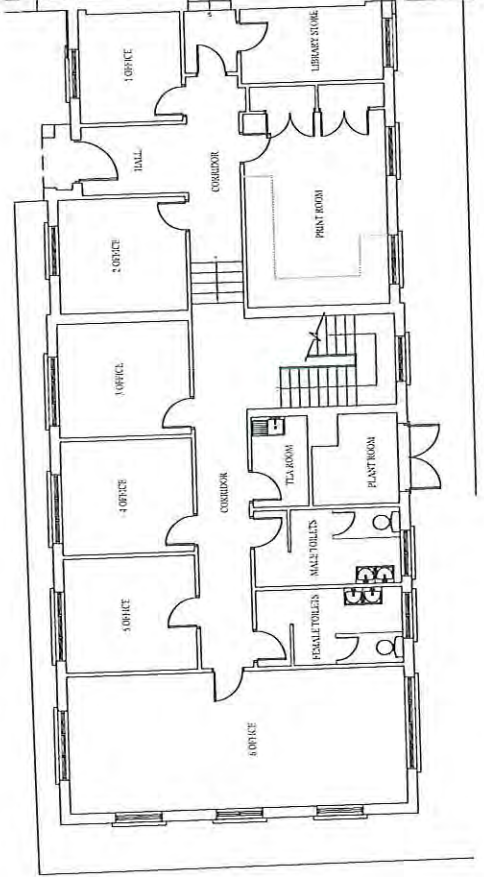 1 OFFICE
LIBRARY STORE
HALL
CORRIDOR
PRINT ROOM
2 OFFICE
3 OFFICE
4 OFFICE
CORRIDOR
TEA ROOM
PLANT ROOM
5 OFFICE
MALE TOILETS
FEMALE TOILETS
6 OFFICE